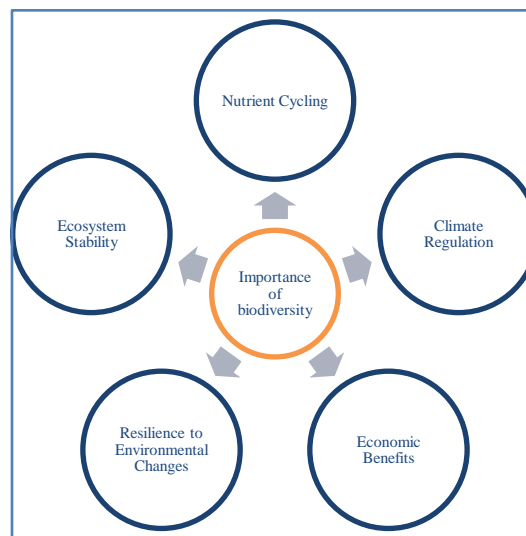 Nutrient Cycling
Ecosystem
Stability
Climate
Regulation
Importance
of
biodiversity
Resilience to
Environmental
Changes
Economic
Benefits